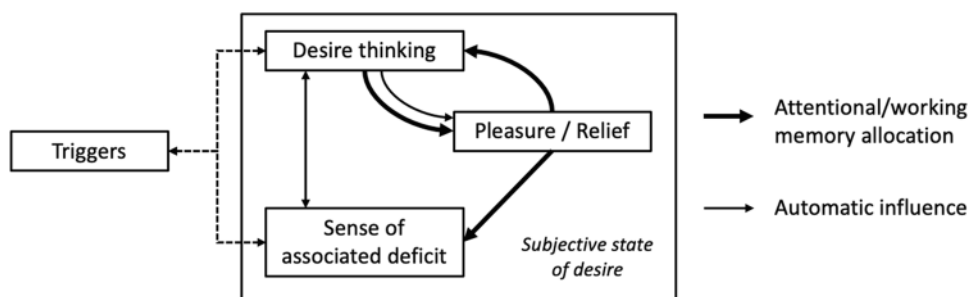 Desire thinking
Pleasure / Relief
Triggers
Sense of
associated deficit
Subjective state
of desire
Attentional/working
memory allocation
Automatic influence